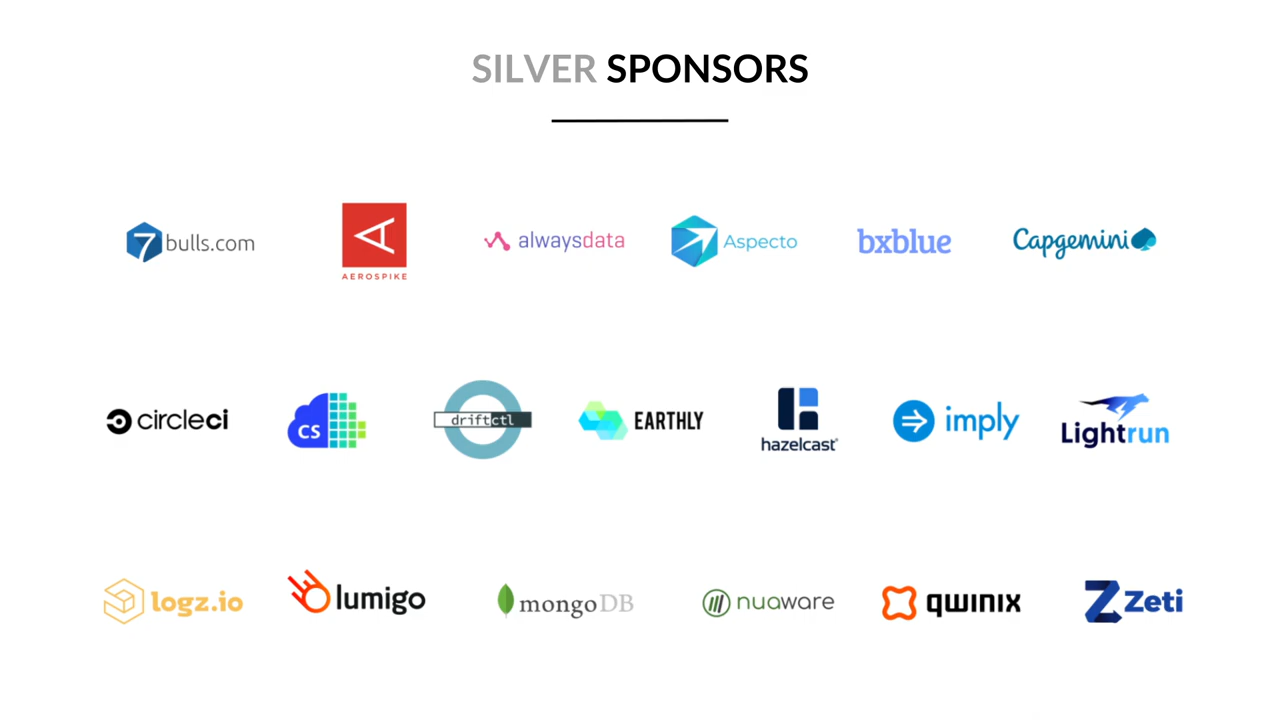 SILVER SPONSORS
7bulls.com
AEROSPIKE
alwaysdata
Aspecto
bxblue
Capgemini
circleci
CS
driftctl
EARTHLY
hazelcast
imply
Lightrun
logz.io
lumigo
mongoDB
nuaware
qwinix
Zeti